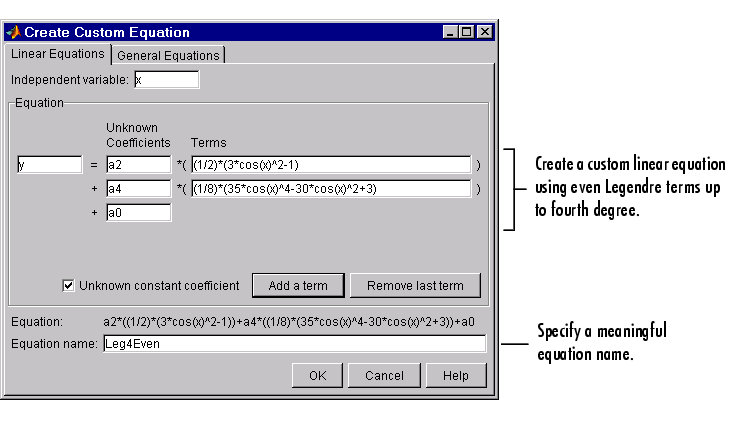 Create Custom Equation
Linear Equations General Equations
Independent variable: x
Equation
Unknown
Coefficients Terms
y = a2 *( (1/2)*(3*cos(x)^2-1) )
+ a4 *( (1/8)*(35*cos(x)^4-30*cos(x)^2+3) )
+ a0
Unknown constant coefficient Add a term Remove last term
Equation: a2*((1/2)*(3*cos(x)^2-1))+a4*((1/8)*(35*cos(x)^4-30*cos(x)^2+3))+a0
Equation name: Leg4Even
OK Cancel Help
Create a custom linear equation
using even Legendre terms up
to fourth degree.
Specify a meaningful
equation name.